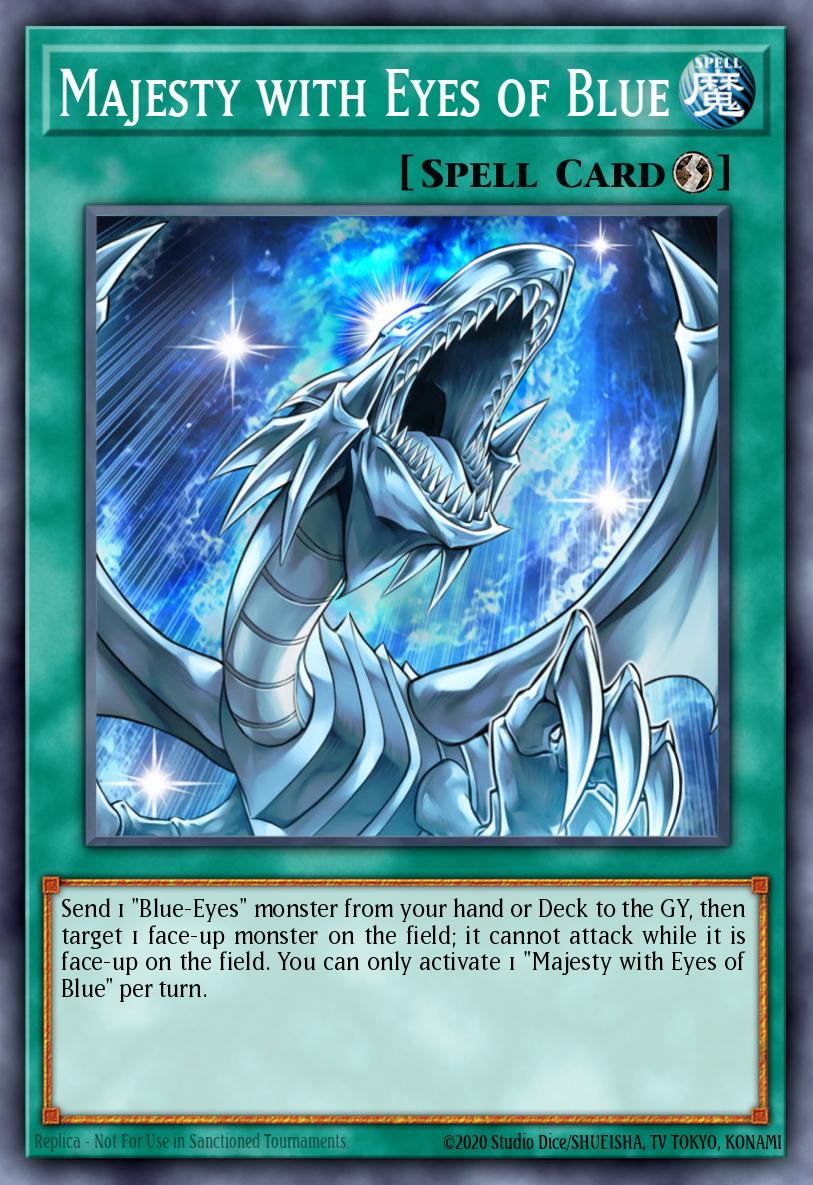 Majesty with Eyes of Blue
SPELL
魔
[Spell Card]
Send 1 "Blue-Eyes" monster from your hand or Deck to the GY, then
target 1 face-up monster on the field; it cannot attack while it is
face-up on the field. You can only activate 1 "Majesty with Eyes of
Blue" per turn.
Replica - Not For Use in Sanctioned Tournaments.
©2020 Studio Dice/SHUEISHA, TV TOKYO, KONAMI